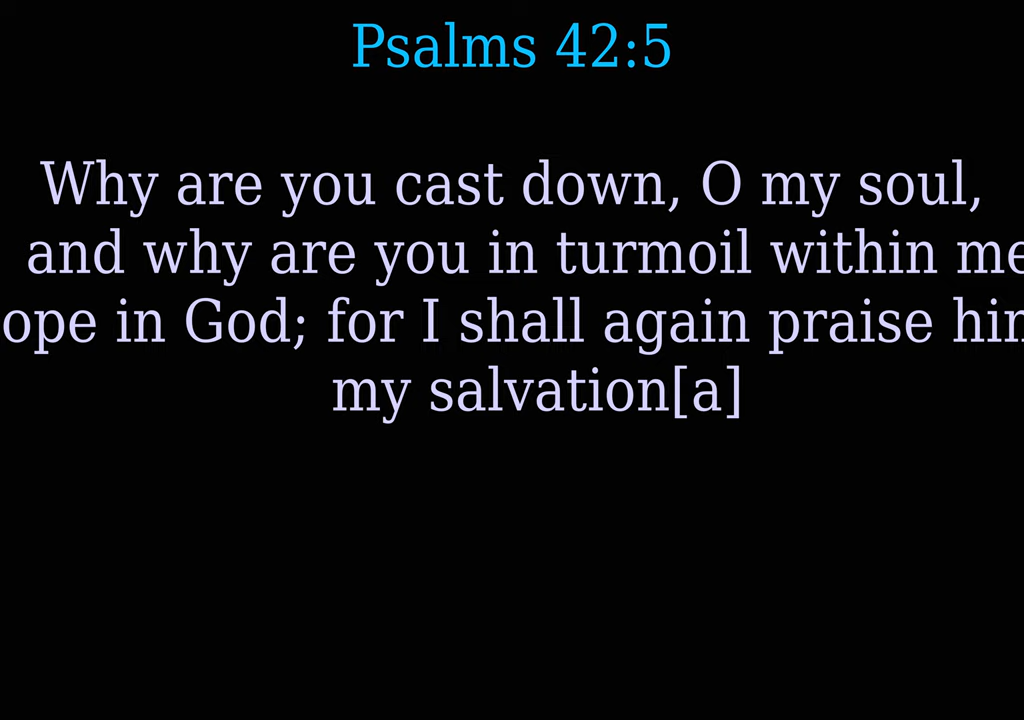 Psalms 42:5
Why are you cast down, O my soul,
and why are you in turmoil within me
ope in God; for I shall again praise
my salvation[a]